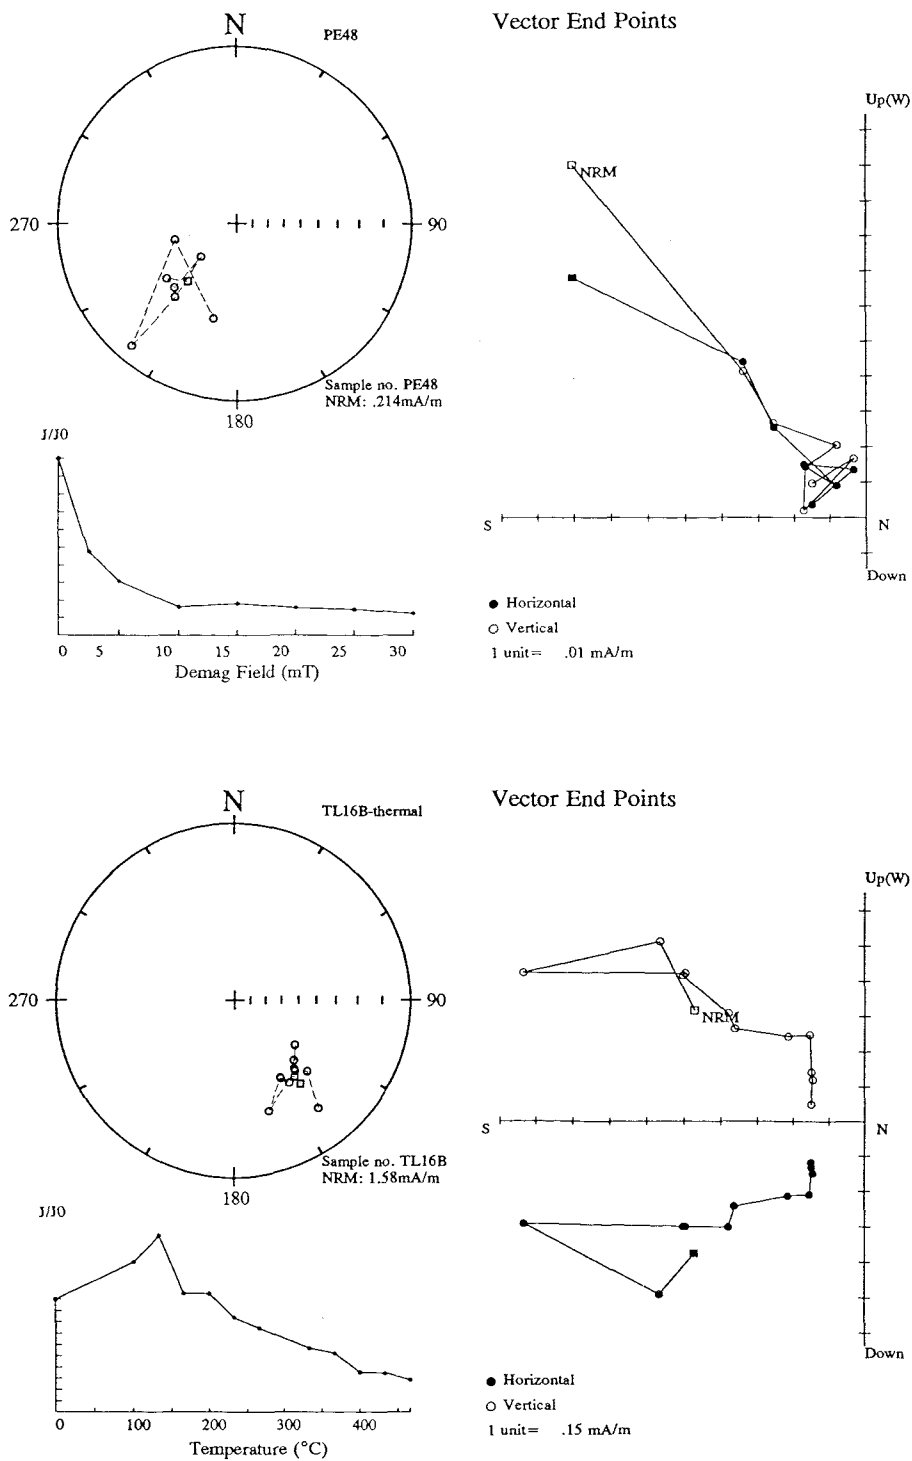 N
PE48
270
90
180
Sample no. PE48
NRM: .214mA/m
J/J0
0 5 10 15 20 25 30
Demag Field (mT)
Vector End Points
Up(W)
NRM
S
N
Down
● Horizontal
○ Vertical
1 unit= .01 mA/m
N
TL16B-thermal
270
90
180
Sample no. TL16B
NRM: 1.58mA/m
J/J0
0 100 200 300 400
Temperature (°C)
Vector End Points
Up(W)
NRM
S
N
Down
● Horizontal
○ Vertical
1 unit= .15 mA/m